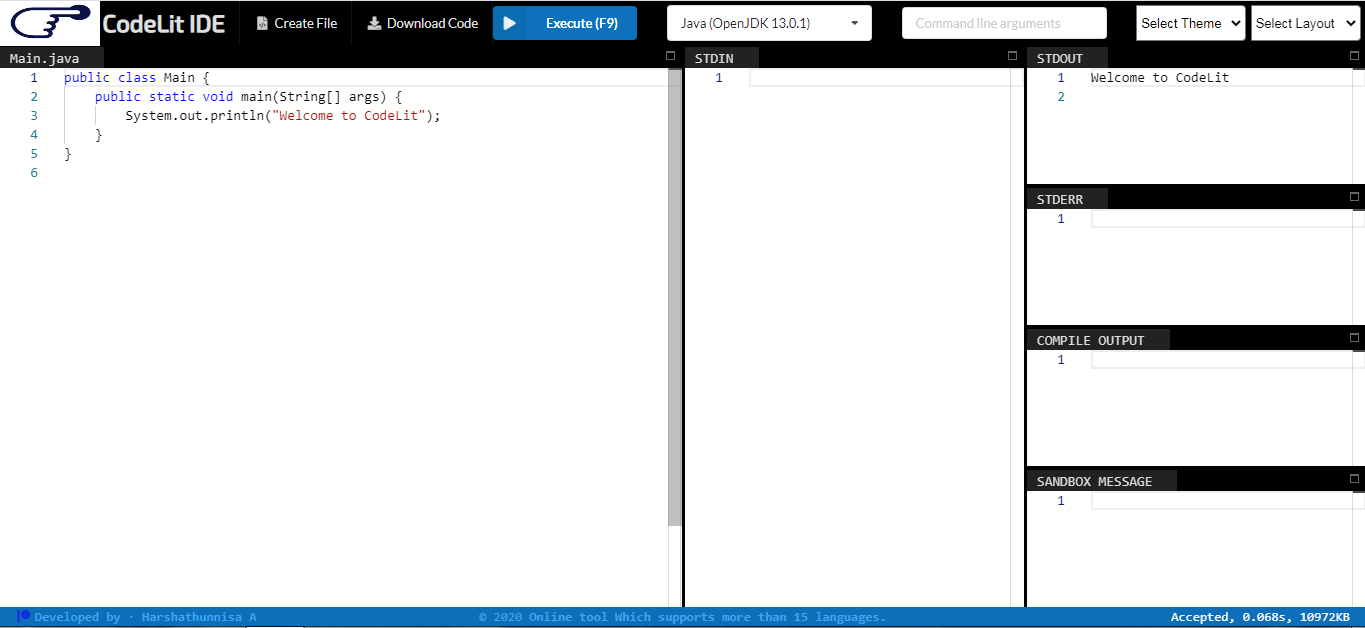 CodeLit IDE
Create File
Download Code
Execute (F9)
Java (OpenJDK 13.0.1)
Command line arguments
Select Theme
Select Layout
Main.java
1 public class Main {
2 public static void main(String[] args) {
3 System.out.println("Welcome to CodeLit");
4 }
5 }
6
STDIN
1
STDOUT
1 Welcome to CodeLit
2
STDERR
1
COMPILE OUTPUT
1
SANDBOX MESSAGE
1
Developed by · Harshathunnisa A
© 2020 Online tool Which supports more than 15 languages.
Accepted, 0.068s, 10972KB